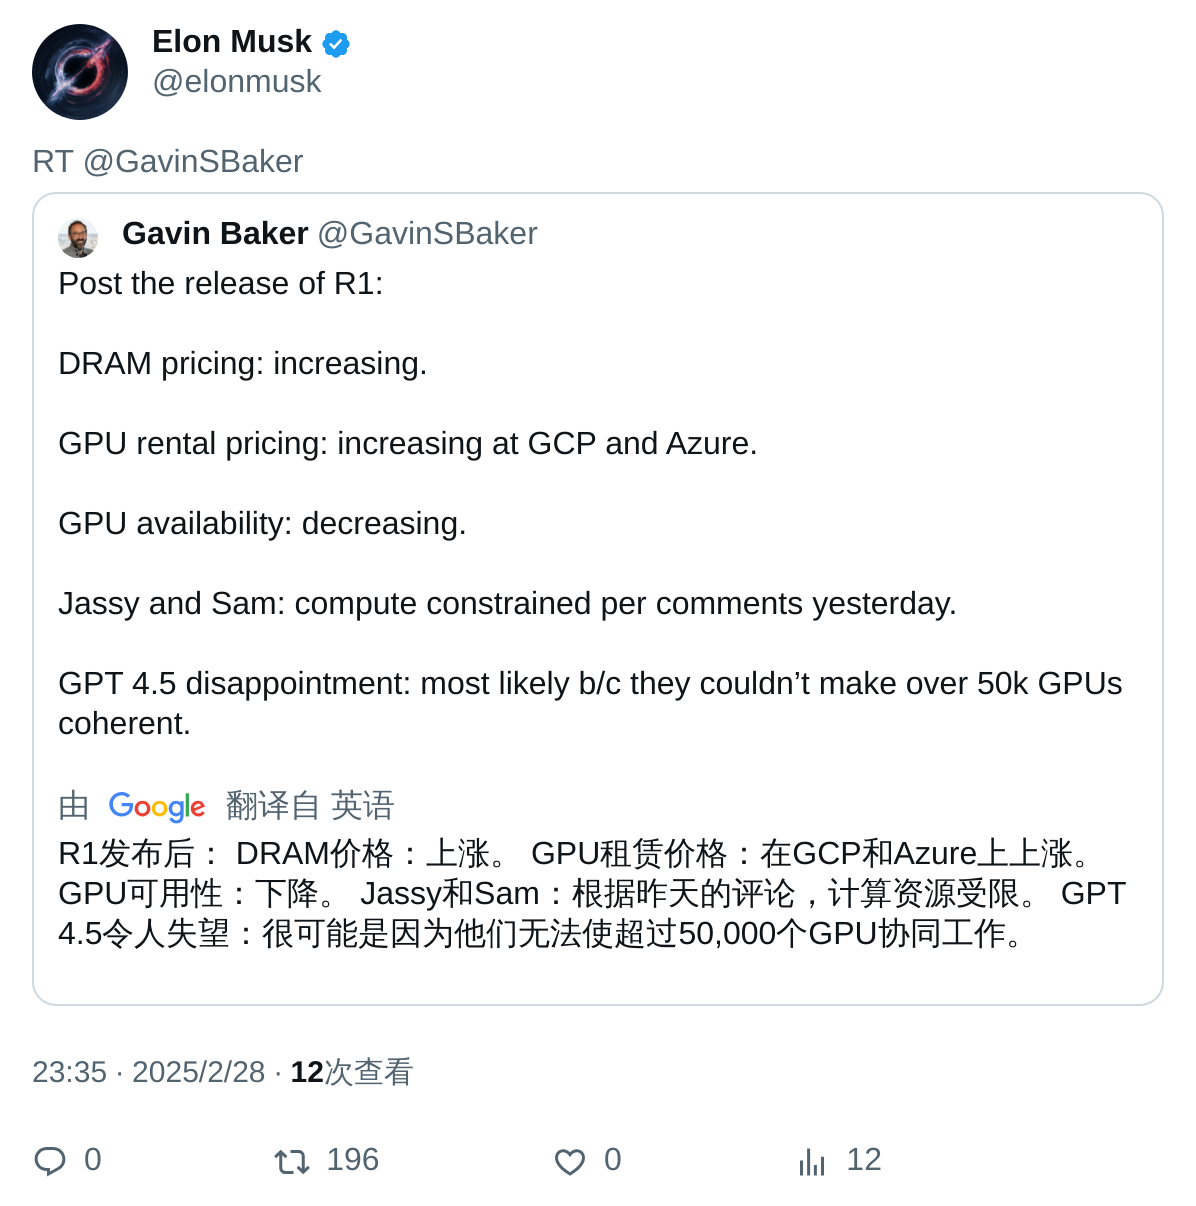 Elon Musk
@elonmusk
RT @GavinSBaker
Gavin Baker @GavinSBaker
Post the release of R1:
DRAM pricing: increasing.
GPU rental pricing: increasing at GCP and Azure.
GPU availability: decreasing.
Jassy and Sam: compute constrained per comments yesterday.
GPT 4.5 disappointment: most likely b/c they couldn’t make over 50k GPUs
coherent.
由 Google 翻译自 英语
R1发布后： DRAM价格：上涨。 GPU租赁价格：在GCP和Azure上上涨。
GPU可用性：下降。 Jassy和Sam：根据昨天的评论，计算资源受限。 GPT
4.5令人失望：很可能是因为他们无法使超过50,000个GPU协同工作。
23:35 · 2025/2/28 · 12次查看
0 196 0 12